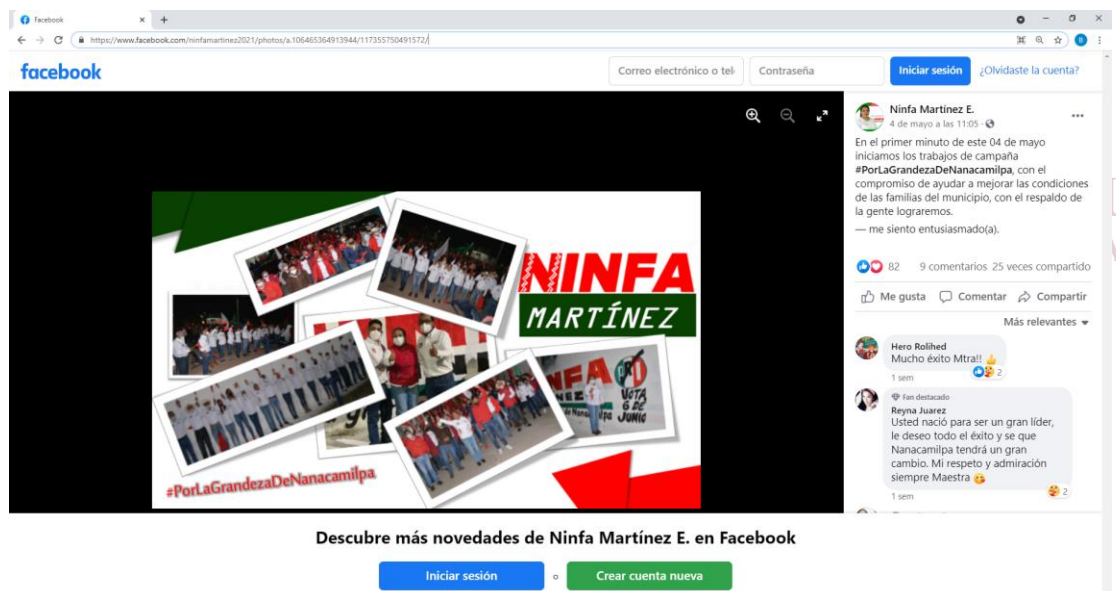 Facebook
https://www.facebook.com/ninfamartinez2021/photos/a.106465364913944/117355750491572/
facebook
Correo electrónico o tel
Contraseña
Iniciar sesión
¿Olvidaste la cuenta?
Ninfa Martínez E.
4 de mayo a las 11:05
En el primer minuto de este 04 de mayo
iniciamos los trabajos de campaña
#PorLaGrandezaDeNanacamilpa, con el
compromiso de ayudar a mejorar las condiciones
de las familias del municipio, con el respaldo de
la gente lograremos.
— me siento entusiasmado(a).
82 9 comentarios 25 veces compartido
Me gusta Comentar Compartir
Más relevantes
Hero Rolihed
Mucho éxito Mtra!!
2
1 sem
Fan destacado
Reyna Juarez
Usted nació para ser un gran líder,
le deseo todo el éxito y se que
Nanacamilpa tendrá un gran
cambio. Mi respeto y admiración
siempre Maestra
2
1 sem
NINFA
MARTÍNEZ
PRI
VOTA
6 DE
JUNIO
#PorLaGrandezaDeNanacamilpa
Descubre más novedades de Ninfa Martínez E. en Facebook
Iniciar sesión o Crear cuenta nueva